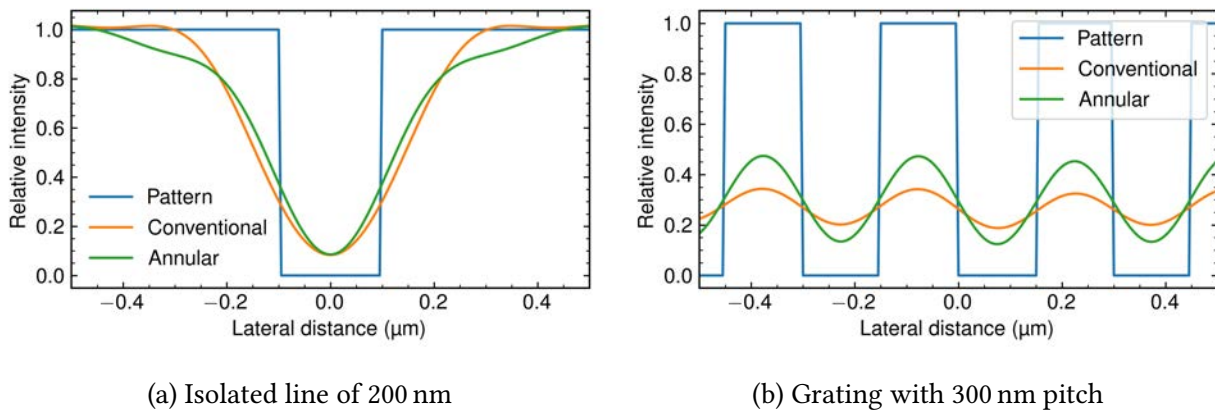 Relative intensity
1.0
0.8
0.6
0.4
0.2
0.0
Pattern
Conventional
Annular
−0.4 −0.2 0.0 0.2 0.4
Lateral distance (μm)
(a) Isolated line of 200 nm
Relative intensity
1.0
0.8
0.6
0.4
0.2
0.0
Pattern
Conventional
Annular
−0.4 −0.2 0.0 0.2 0.4
Lateral distance (μm)
(b) Grating with 300 nm pitch